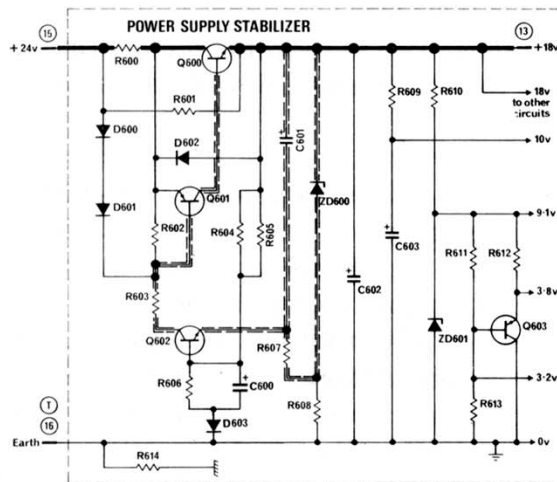 POWER SUPPLY STABILIZER
15
13
+ 24v
+18v
R600
Q600
R609
R610
18v
to other
circuits
R601
D600
C601
10v
D602
D601
Q601
ZD600
9·1v
R602
R604
R605
C603
R611
R612
R603
C602
3·8v
Q603
Q602
R607
ZD601
R606
C600
3·2v
T
R608
R613
16
D603
Earth
0v
R614
+
+
+
+